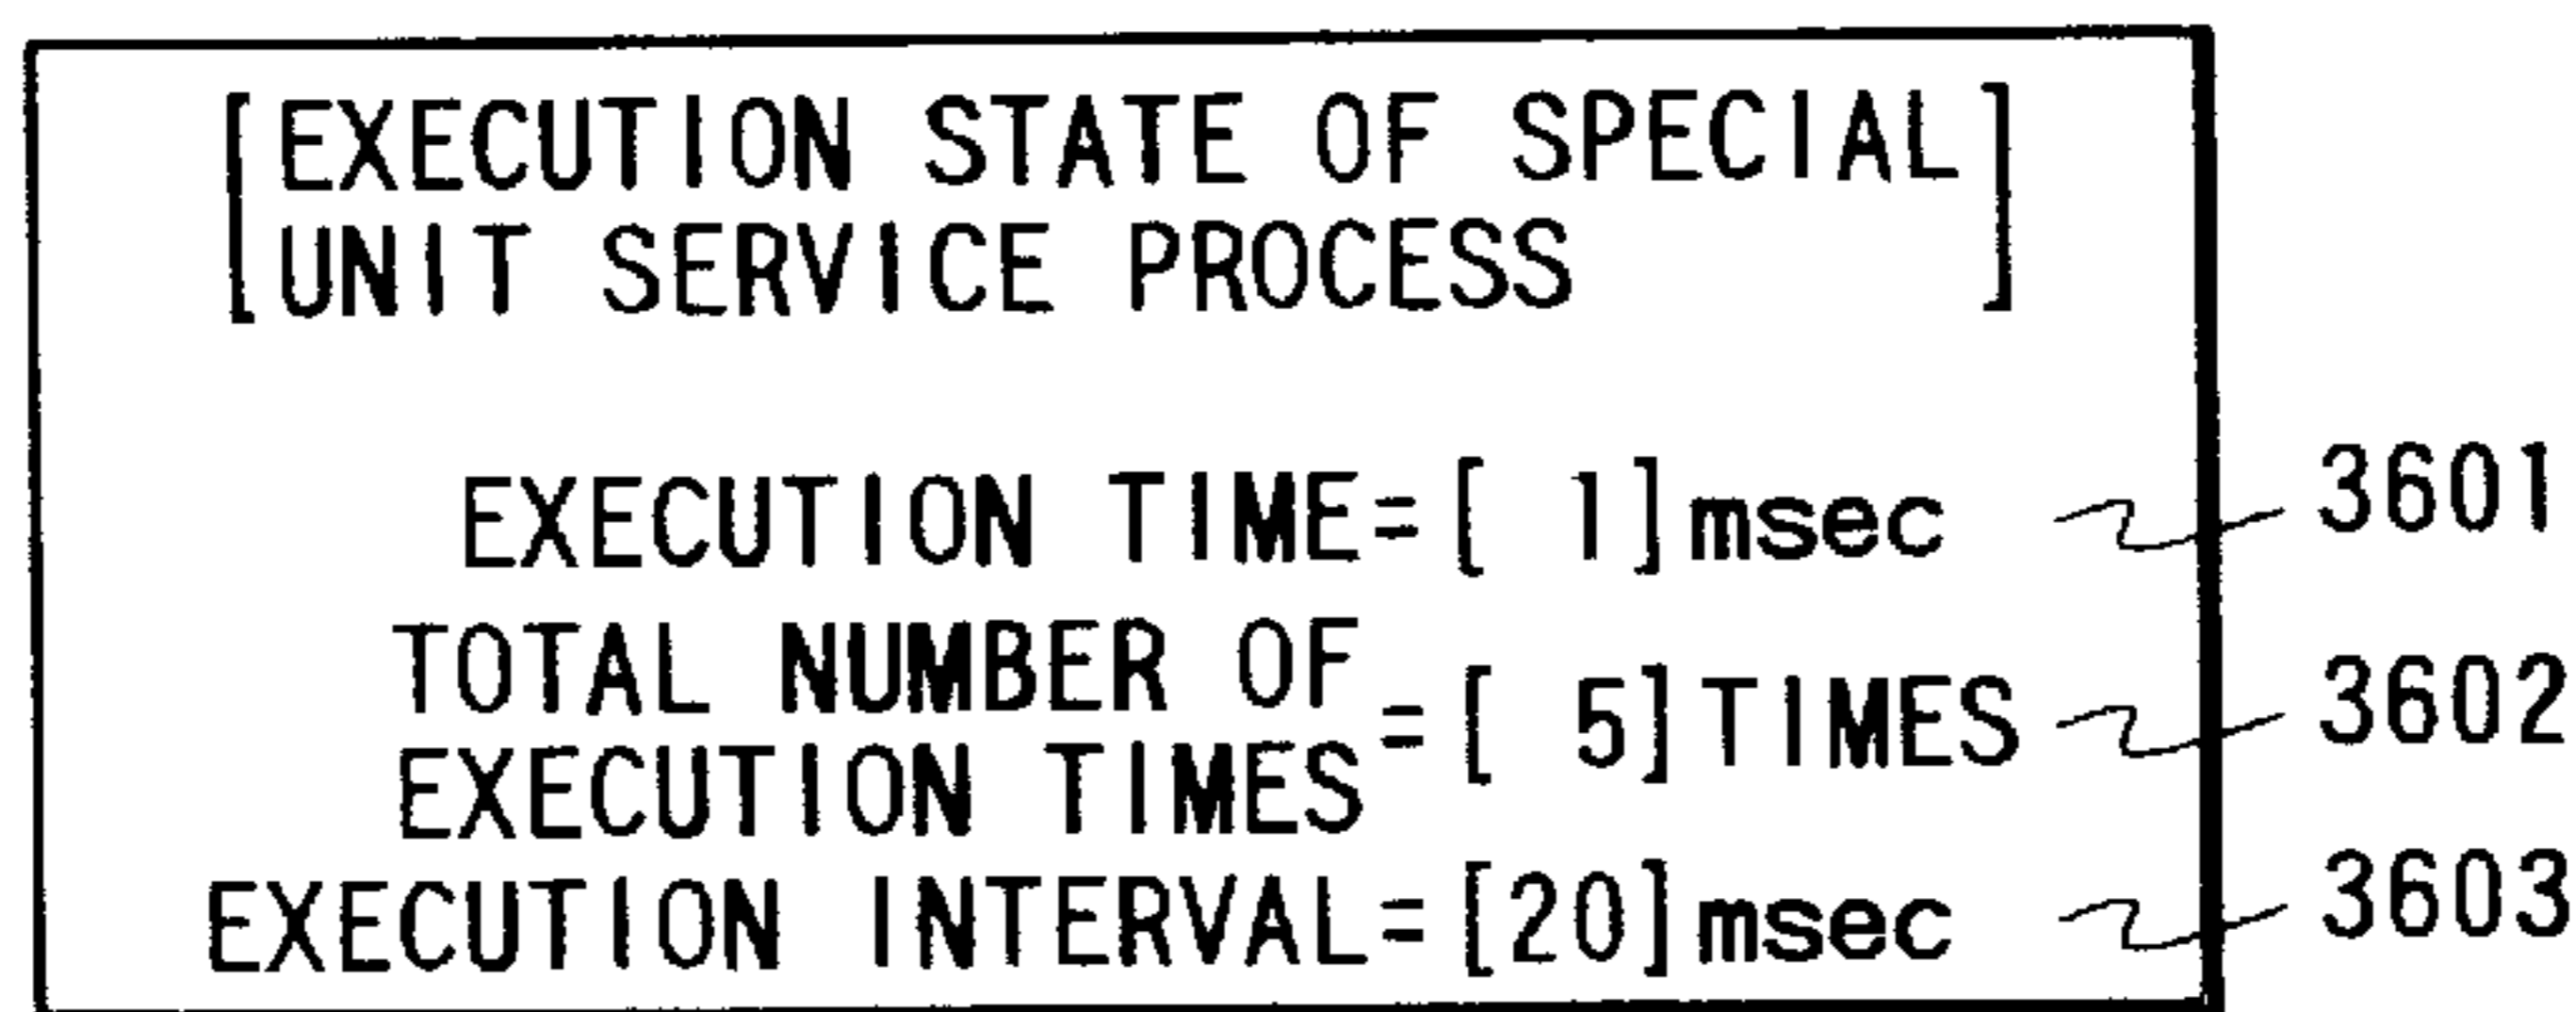 [EXECUTION STATE OF SPECIAL
UNIT SERVICE PROCESS]
EXECUTION TIME=[ 1]msec 3601
TOTAL NUMBER OF
EXECUTION TIMES =[ 5]TIMES 3602
EXECUTION INTERVAL=[20]msec 3603